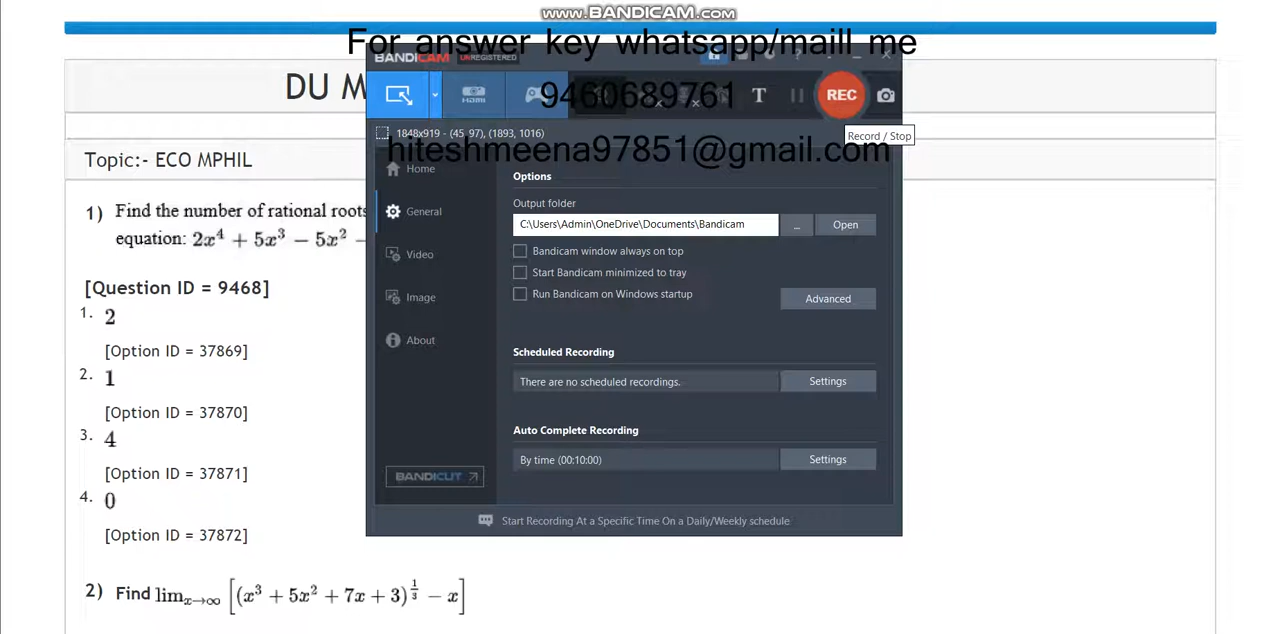 www.BANDICAM.com
For answer key whatsapp/maill me
BANDICAM UNREGISTERED
DU M
9460689761
REC
1848x919 - (45, 97), (1893, 1016)
Record / Stop
hiteshmeena97851@gmail.com
Topic:- ECO MPHIL
Home
General
Video
Image
About
BANDICUT
Options
Output folder
C:\Users\Admin\OneDrive\Documents\Bandicam
...
Open
Bandicam window always on top
Start Bandicam minimized to tray
Run Bandicam on Windows startup
Advanced
Scheduled Recording
There are no scheduled recordings.
Settings
Auto Complete Recording
By time (00:10:00)
Settings
Start Recording At a Specific Time On a Daily/Weekly schedule
1) Find the number of rational roots
equation: 2x⁴ + 5x³ − 5x² −
[Question ID = 9468]
1. 2
[Option ID = 37869]
2. 1
[Option ID = 37870]
3. 4
[Option ID = 37871]
4. 0
[Option ID = 37872]
2) Find lim x→∞ [(x³ + 5x² + 7x + 3)^(1/3) − x]